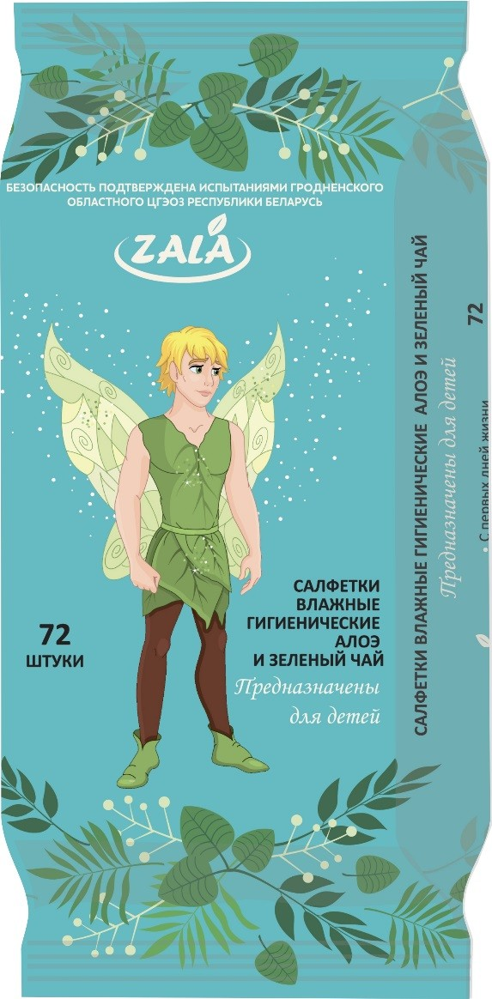 БЕЗОПАСНОСТЬ ПОДТВЕРЖДЕНА ИСПЫТАНИЯМИ ГРОДНЕНСКОГО
ОБЛАСТНОГО ЦГЭОЗ РЕСПУБЛИКИ БЕЛАРУСЬ
ZALA
72
ШТУКИ
САЛФЕТКИ
ВЛАЖНЫЕ
ГИГИЕНИЧЕСКИЕ
АЛОЭ
И ЗЕЛЕНЫЙ ЧАЙ
Предназначены
для детей
САЛФЕТКИ ВЛАЖНЫЕ ГИГИЕНИЧЕСКИЕ АЛОЭ И ЗЕЛЕНЫЙ ЧАЙ
Предназначены для детей
72
• С первых дней жизни